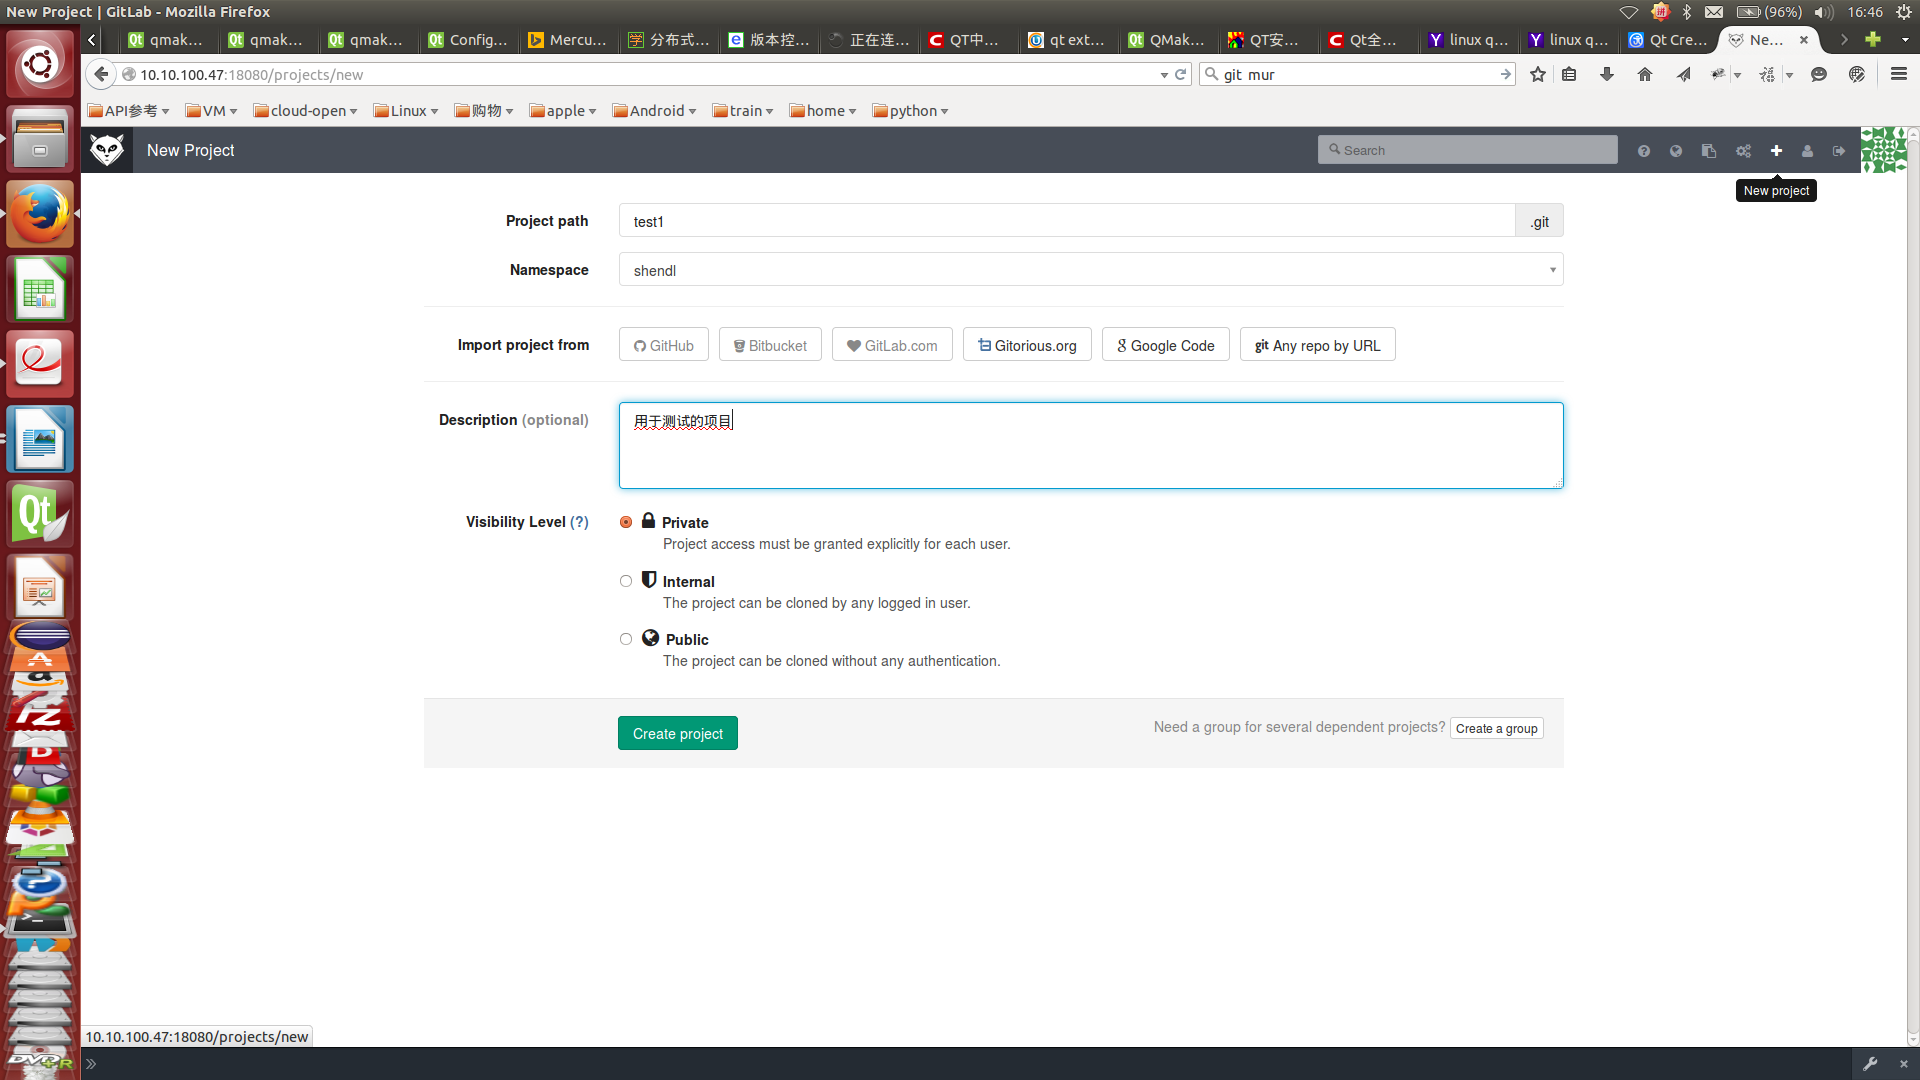 New Project | GitLab - Mozilla Firefox
(96%) 16:46
qmak... qmak... qmak... Config... Mercu... 分布式... 版本控... 正在连... QT中... qt ext... QMak... QT安... Qt全... linux q... linux q... Qt Cre... Ne...
10.10.100.47:18080/projects/new
git mur
API参考 VM cloud-open Linux 购物 apple Android train home python
New Project
Search
New project
Project path test1 .git
Namespace shendl
Import project from GitHub Bitbucket GitLab.com Gitorious.org Google Code git Any repo by URL
Description (optional) 用于测试的项目
Visibility Level (?) Private
Project access must be granted explicitly for each user.
Internal
The project can be cloned by any logged in user.
Public
The project can be cloned without any authentication.
Create project
Need a group for several dependent projects? Create a group
10.10.100.47:18080/projects/new